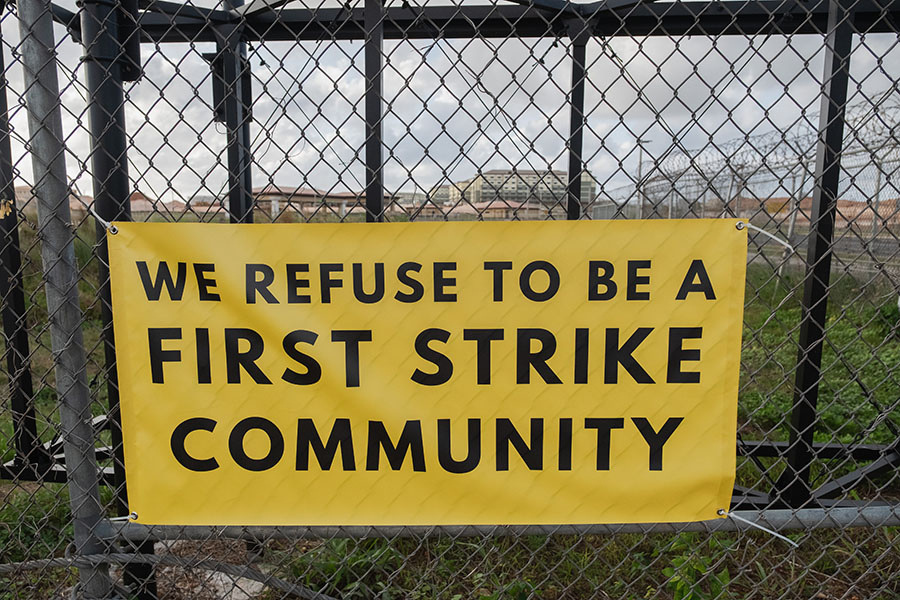 WE REFUSE TO BE A
FIRST STRIKE
COMMUNITY